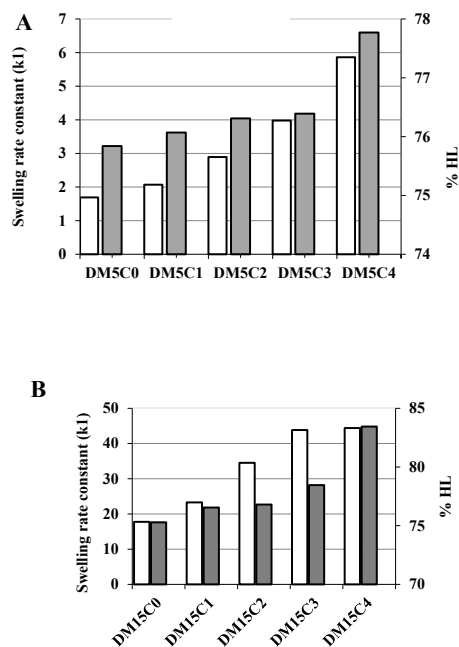 A
7
6
5
4
3
2
1
0
Swelling rate constant (k1)
78
77
76
75
74
% HL
DM5C0 DM5C1 DM5C2 DM5C3 DM5C4
B
50
40
30
20
10
0
Swelling rate constant (k1)
85
80
75
70
% HL
DM15C0
DM15C1
DM15C2
DM15C3
DM15C4